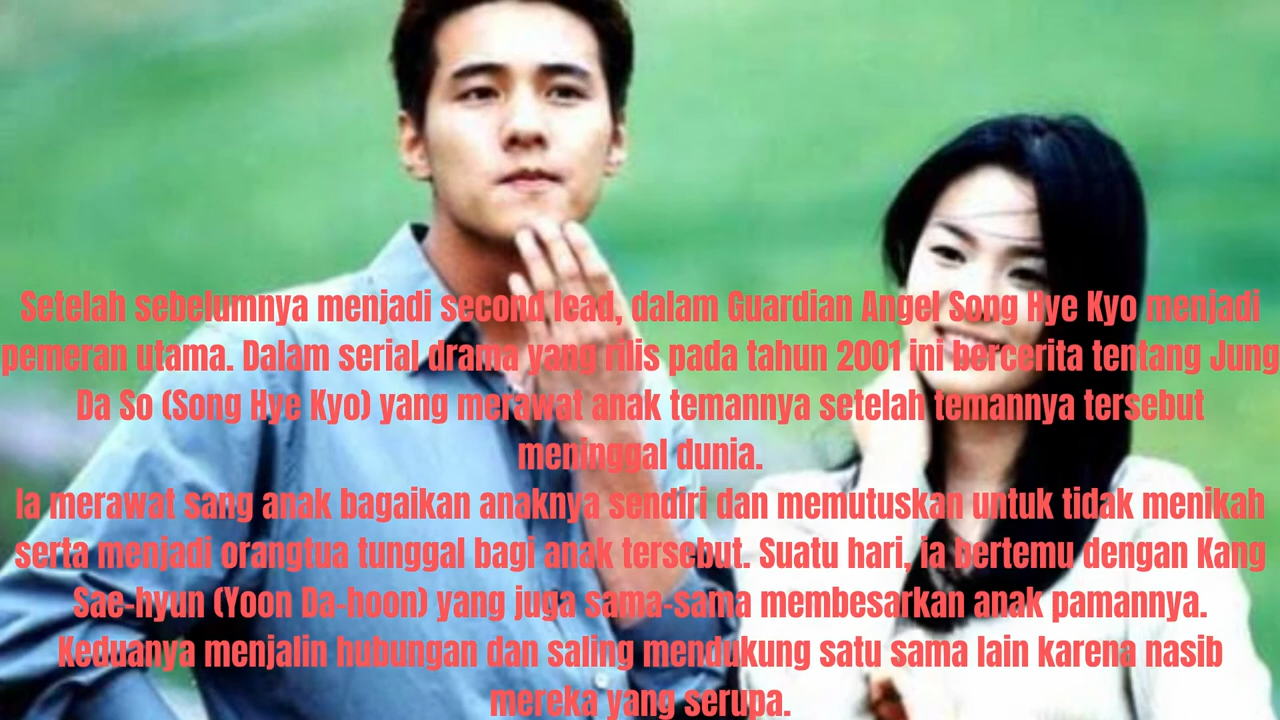 Setelah sebelumnya menjadi second lead, dalam Guardian Angel Song Hye Kyo menjadi
pemeran utama. Dalam serial drama yang rilis pada tahun 2001 ini bercerita tentang Jung
Da So (Song Hye Kyo) yang merawat anak temannya setelah temannya tersebut
meninggal dunia.
Ia merawat sang anak bagaikan anaknya sendiri dan memutuskan untuk tidak menikah
serta menjadi orangtua tunggal bagi anak tersebut. Suatu hari, ia bertemu dengan Kang
Sae-hyun (Yoon Da-hoon) yang juga sama-sama membesarkan anak pamannya.
Keduanya menjalin hubungan dan saling mendukung satu sama lain karena nasib
mereka yang serupa.